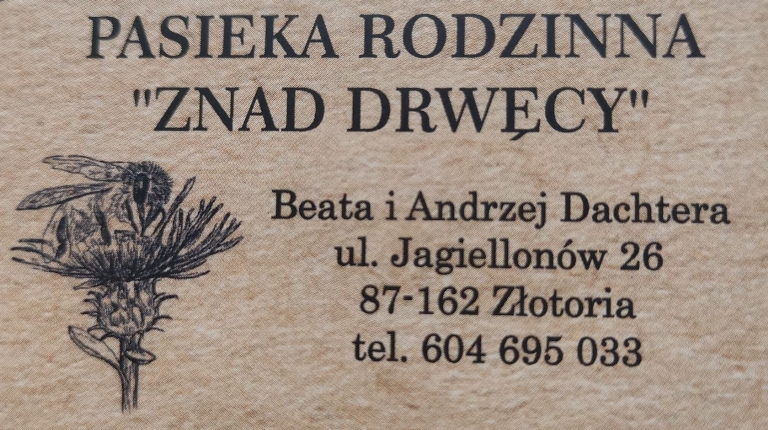 PASIEKA RODZINNA
"ZNAD DRWĘCY"
Beata i Andrzej Dachtera
ul. Jagiellonów 26
87-162 Złotoria
tel. 604 695 033